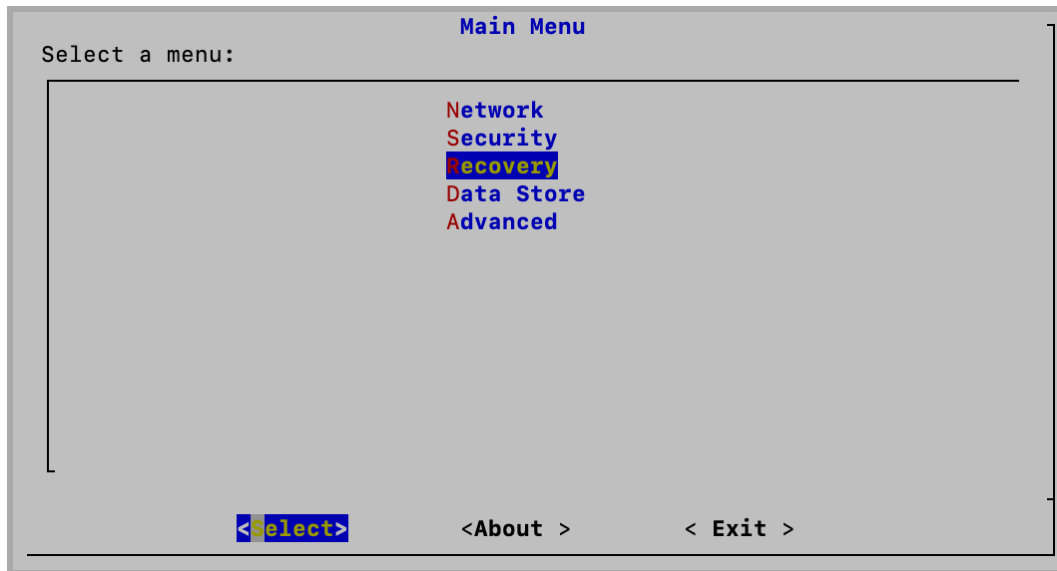 Main Menu
Select a menu:
Network
Security
Recovery
Data Store
Advanced
<Select> <About > < Exit >